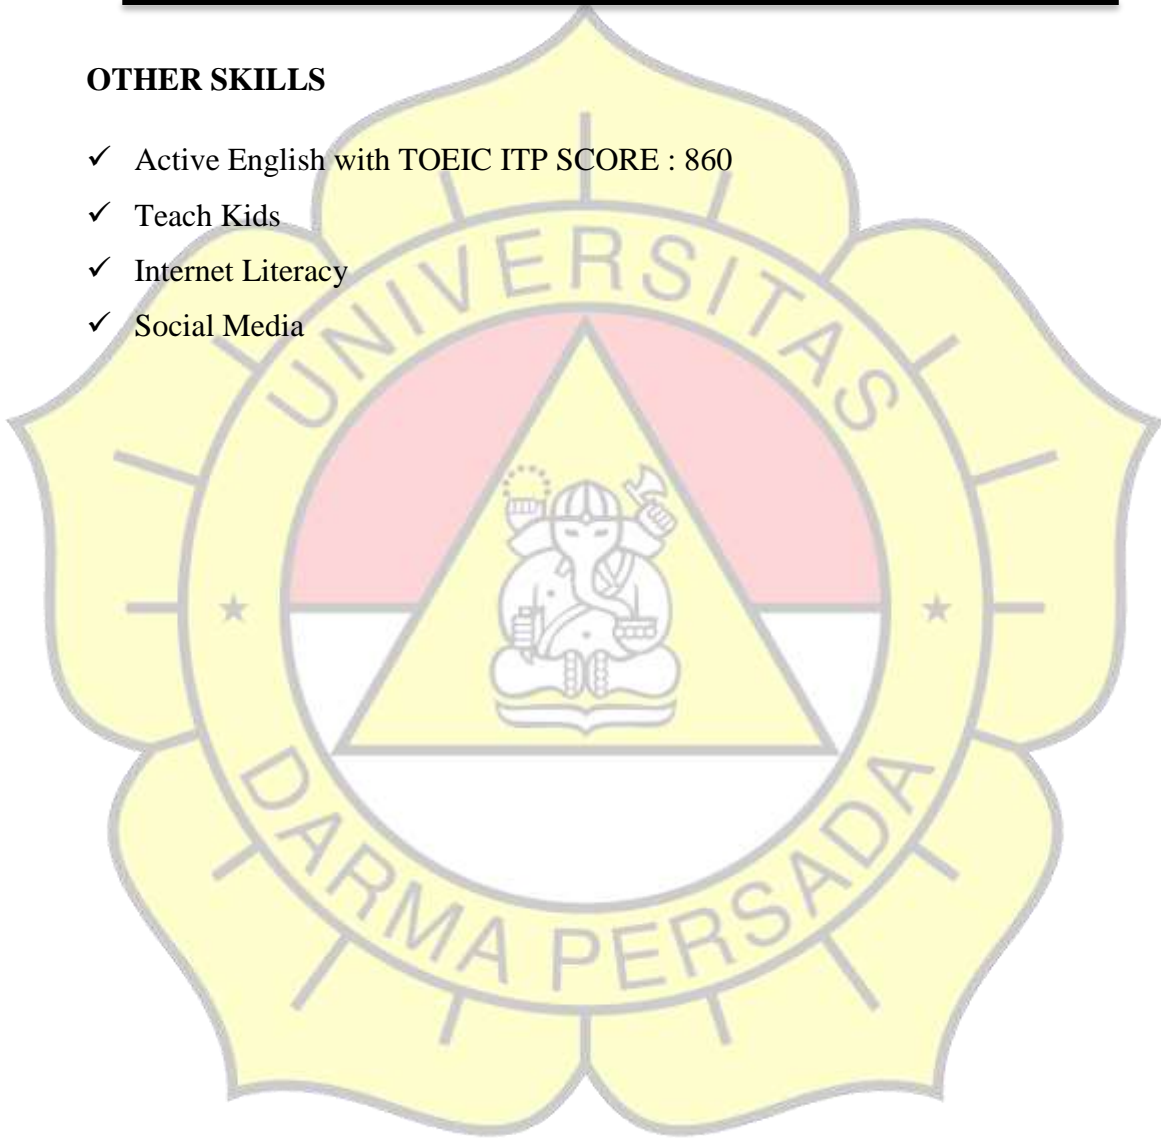 OTHER SKILLS
✓ Active English with TOEIC ITP SCORE : 860
✓ Teach Kids
✓ Internet Literacy
✓ Social Media
UNIVERSITAS
DARMA PERSADA